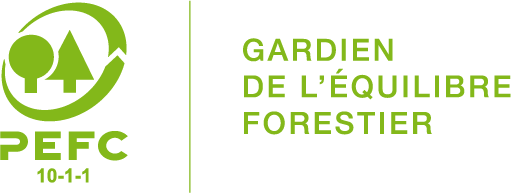 PEFC
10-1-1
GARDIEN
DE L'ÉQUILIBRE
FORESTIER